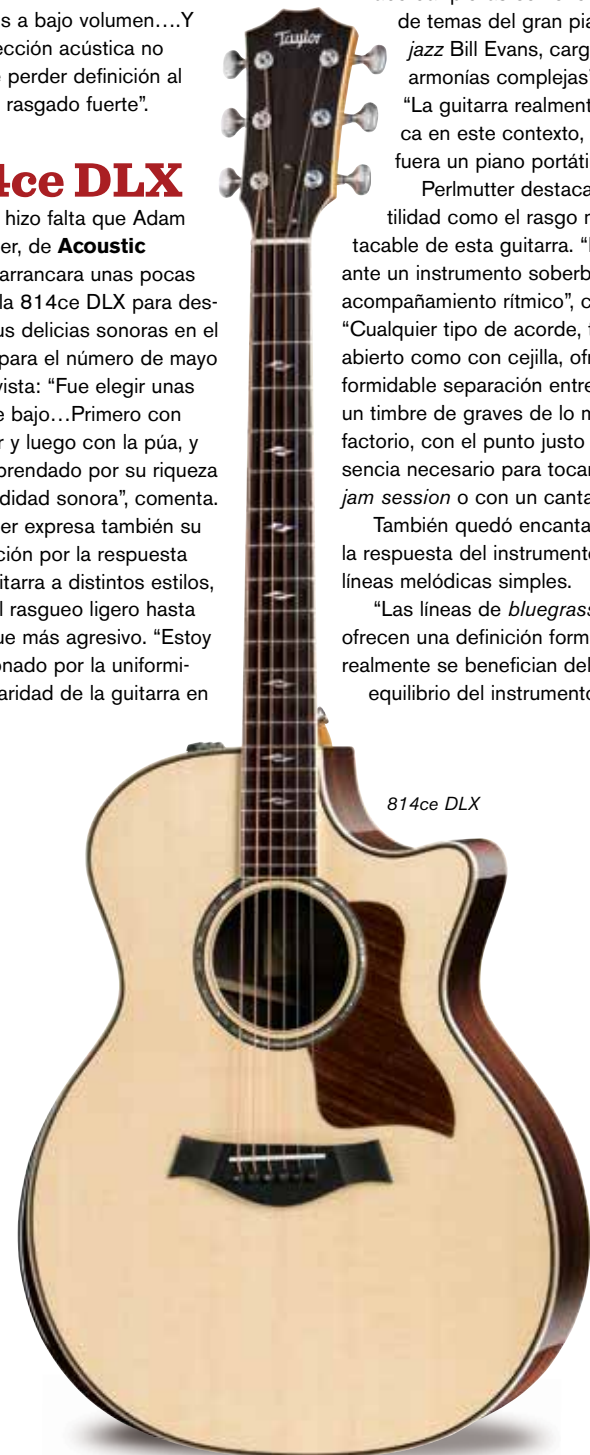 s a bajo volumen….Y
ección acústica no
e perder definición al
rasgado fuerte”.
4ce DLX
hizo falta que Adam
er, de Acoustic
arrancara unas pocas
la 814ce DLX para des-
us delicias sonoras en el
para el número de mayo
vista: “Fue elegir unas
e bajo…Primero con
r y luego con la púa, y
prendado por su riqueza
didad sonora”, comenta.
er expresa también su
ción por la respuesta
itarra a distintos estilos,
l rasgueo ligero hasta
ue más agresivo. “Estoy
onado por la uniformi-
aridad de la guitarra en
Taylor
de temas del gran pia
jazz Bill Evans, carg
armonías complejas”
“La guitarra realment
ca en este contexto,
fuera un piano portáti
Perlmutter destaca
tilidad como el rasgo
tacable de esta guitarra. “
ante un instrumento soberb
acompañamiento rítmico”, c
“Cualquier tipo de acorde, t
abierto como con cejilla, ofr
formidable separación entre
un timbre de graves de lo m
factorio, con el punto justo
sencia necesario para tocar
jam session o con un canta
También quedó encanta
la respuesta del instrumento
líneas melódicas simples.
“Las líneas de bluegrass
ofrecen una definición form
realmente se benefician del
equilibrio del instrumento
814ce DLX